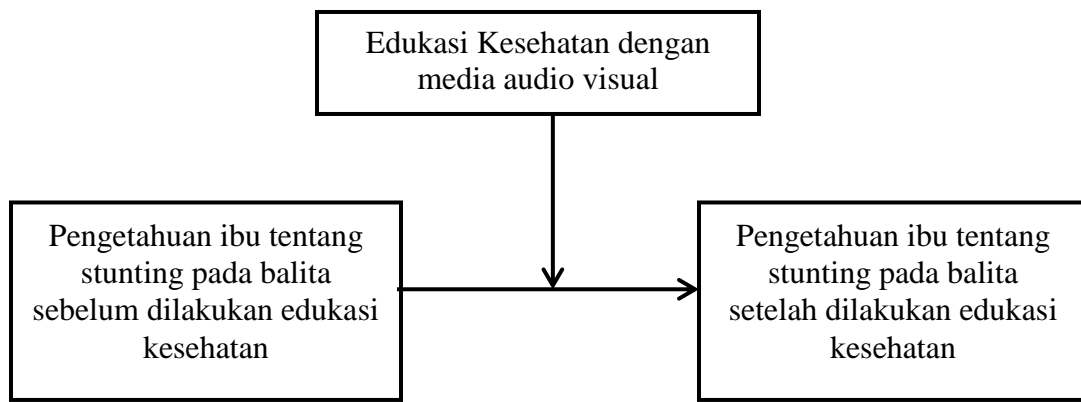 Edukasi Kesehatan dengan
media audio visual
Pengetahuan ibu tentang
stunting pada balita
sebelum dilakukan edukasi
kesehatan
Pengetahuan ibu tentang
stunting pada balita
setelah dilakukan edukasi
kesehatan